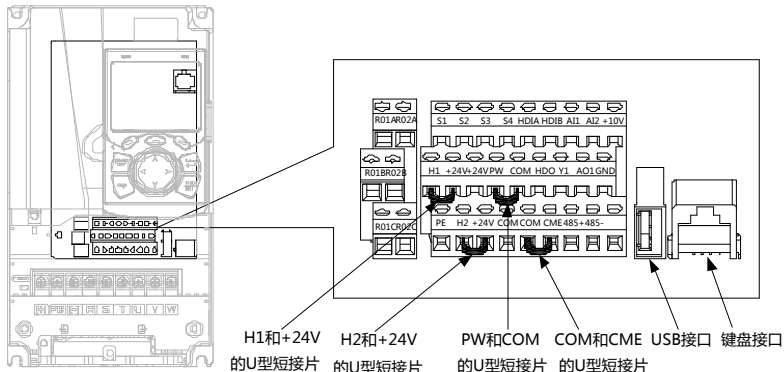 R01A R02A
S1 S2 S3 S4 HDIA HDIB AI1 AI2 +10V
R01B R02B
H1 +24V +24V PW COM HDO Y1 AO1 GND
R01C R02C
PE H2 +24V COM COM CME 485+ 485-
(+) PB (-) R S T U V W
H1和+24V
的U型短接片
H2和+24V
的U型短接片
PW和COM
的U型短接片
COM和CME
的U型短接片
USB接口
键盘接口